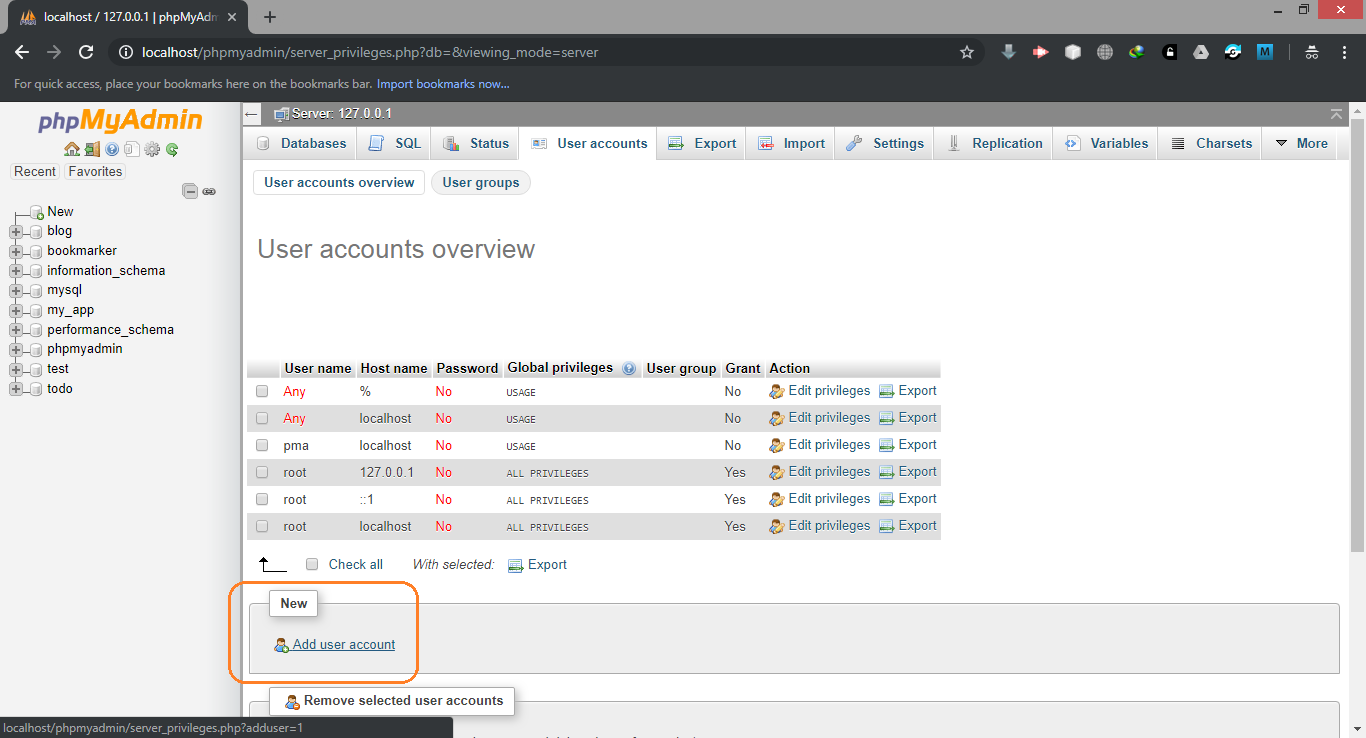 localhost / 127.0.0.1 | phpMyAdm
localhost/phpmyadmin/server_privileges.php?db=&viewing_mode=server
For quick access, place your bookmarks here on the bookmarks bar. Import bookmarks now...
phpMyAdmin
Recent Favorites
New
blog
bookmarker
information_schema
mysql
my_app
performance_schema
phpmyadmin
test
todo
Server: 127.0.0.1
Databases SQL Status User accounts Export Import Settings Replication Variables Charsets More
User accounts overview User groups
User accounts overview
User name Host name Password Global privileges User group Grant Action
Any % No USAGE No Edit privileges Export
Any localhost No USAGE No Edit privileges Export
pma localhost No USAGE No Edit privileges Export
root 127.0.0.1 No ALL PRIVILEGES Yes Edit privileges Export
root ::1 No ALL PRIVILEGES Yes Edit privileges Export
root localhost No ALL PRIVILEGES Yes Edit privileges Export
Check all With selected: Export
New
Add user account
Remove selected user accounts
localhost/phpmyadmin/server_privileges.php?adduser=1